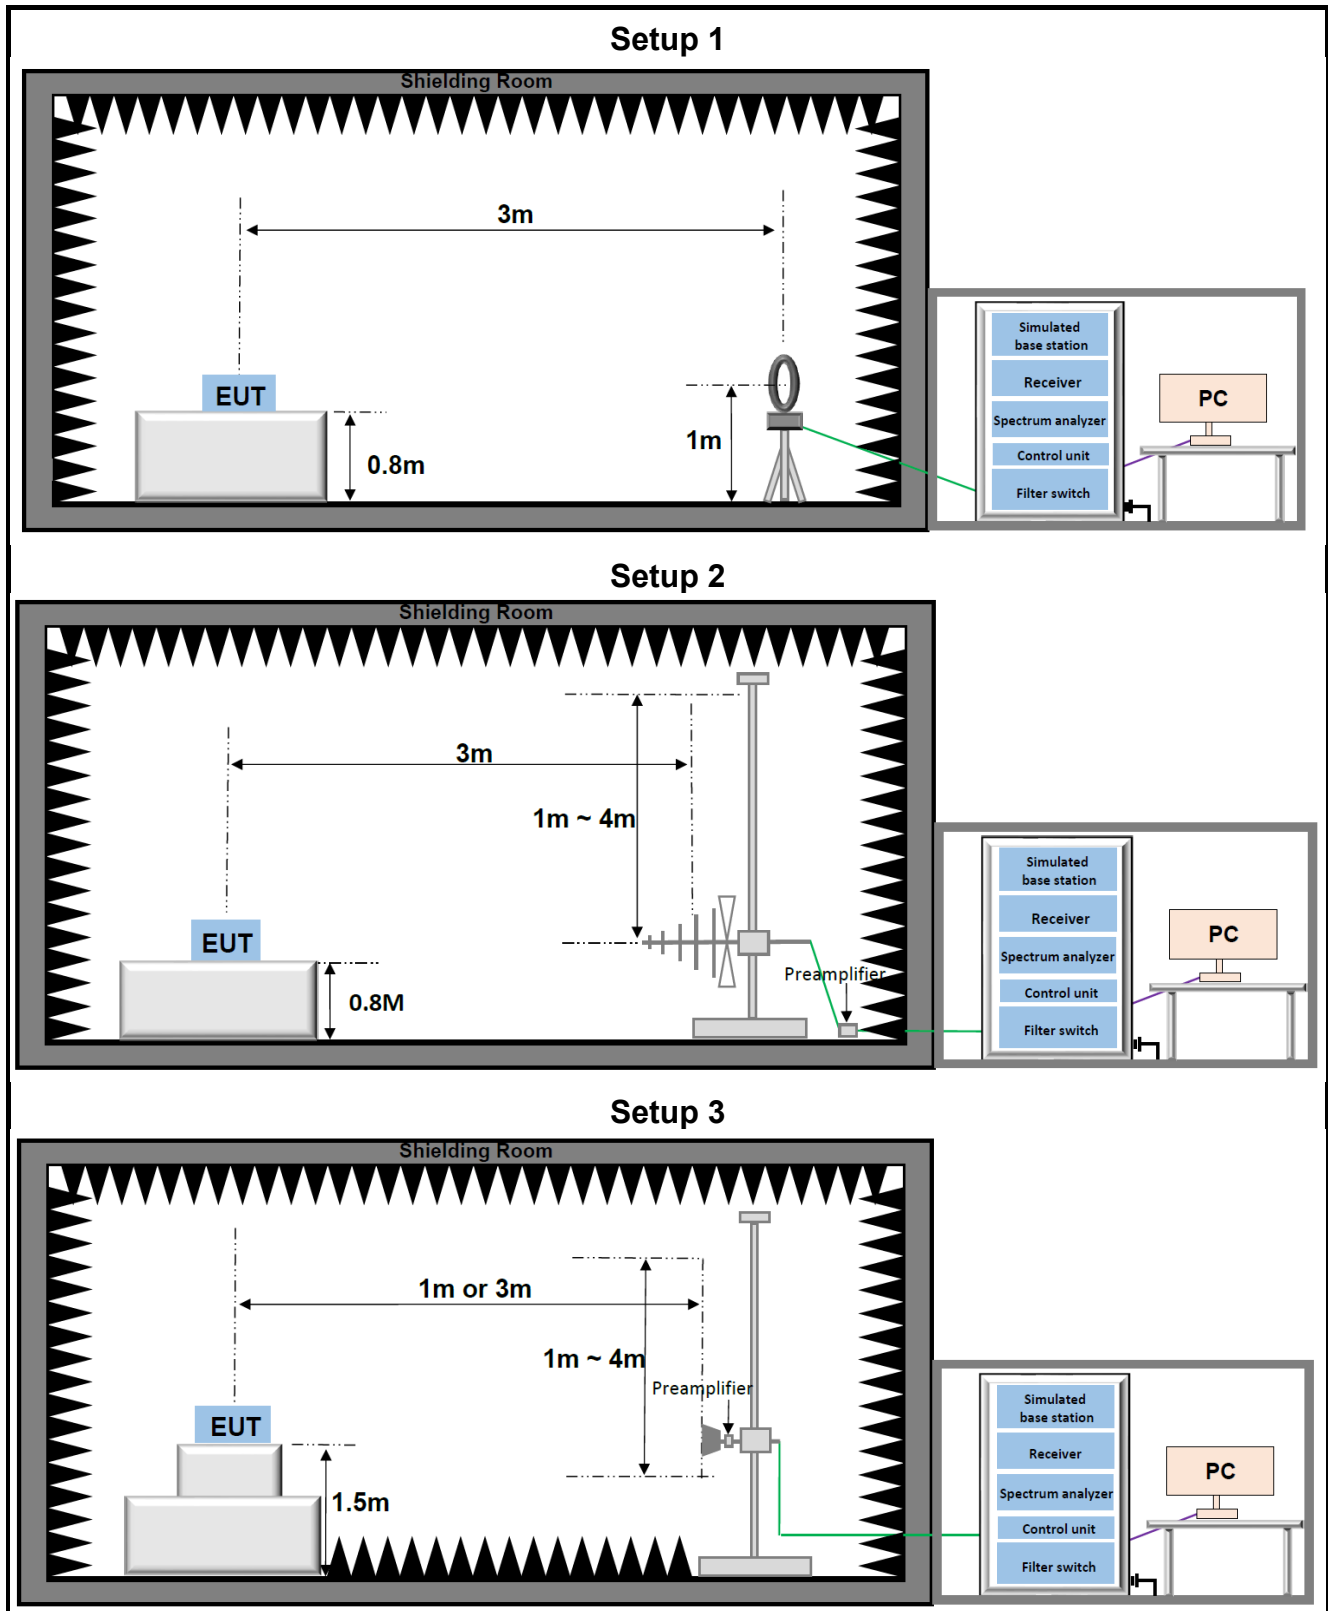 Setup 1
Shielding Room
3m
EUT
0.8m
1m
Simulated
base station
Receiver
Spectrum analyzer
Control unit
Filter switch
PC
Setup 2
Shielding Room
3m
1m ~ 4m
EUT
0.8M
Preamplifier
Simulated
base station
Receiver
Spectrum analyzer
Control unit
Filter switch
PC
Setup 3
Shielding Room
1m or 3m
1m ~ 4m
Preamplifier
EUT
1.5m
Simulated
base station
Receiver
Spectrum analyzer
Control unit
Filter switch
PC